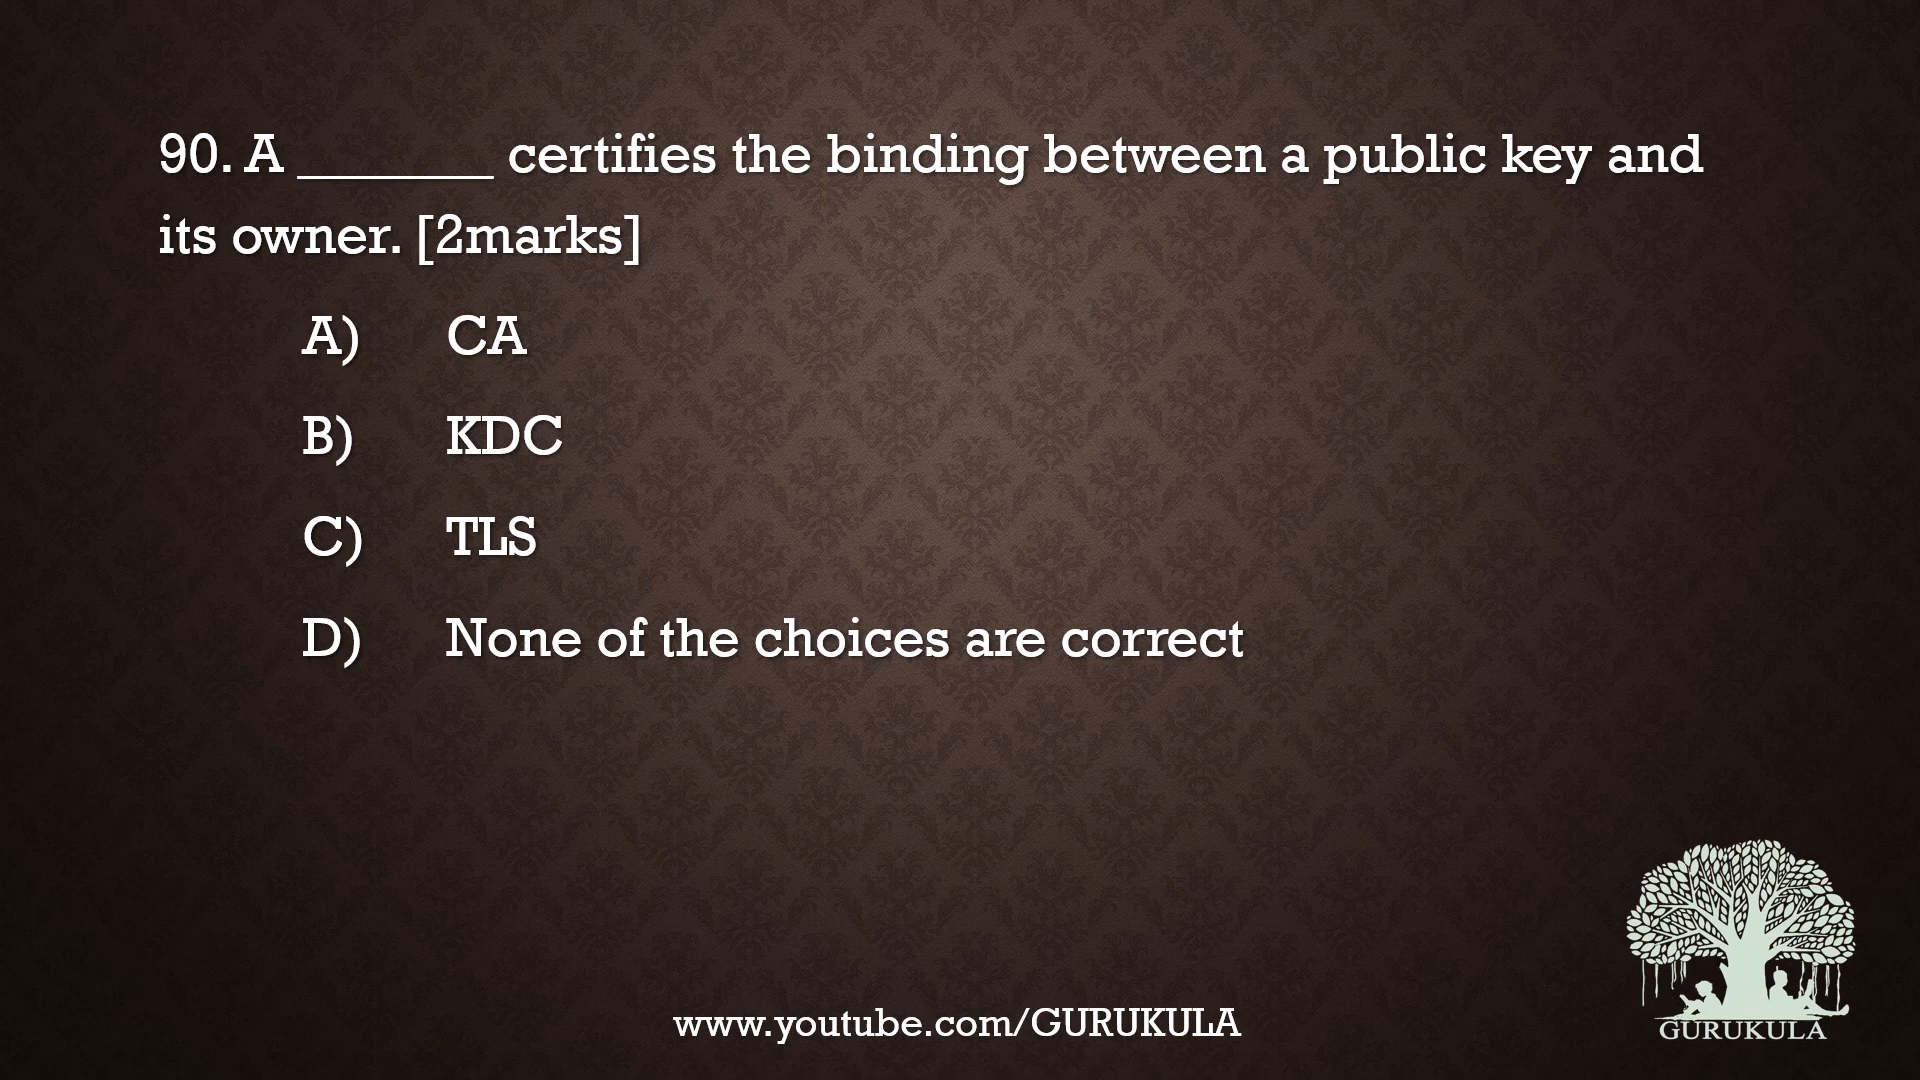 90. A _______ certifies the binding between a public key and
its owner. [2marks]
A) CA
B) KDC
C) TLS
D) None of the choices are correct
www.youtube.com/GURUKULA
GURUKULA